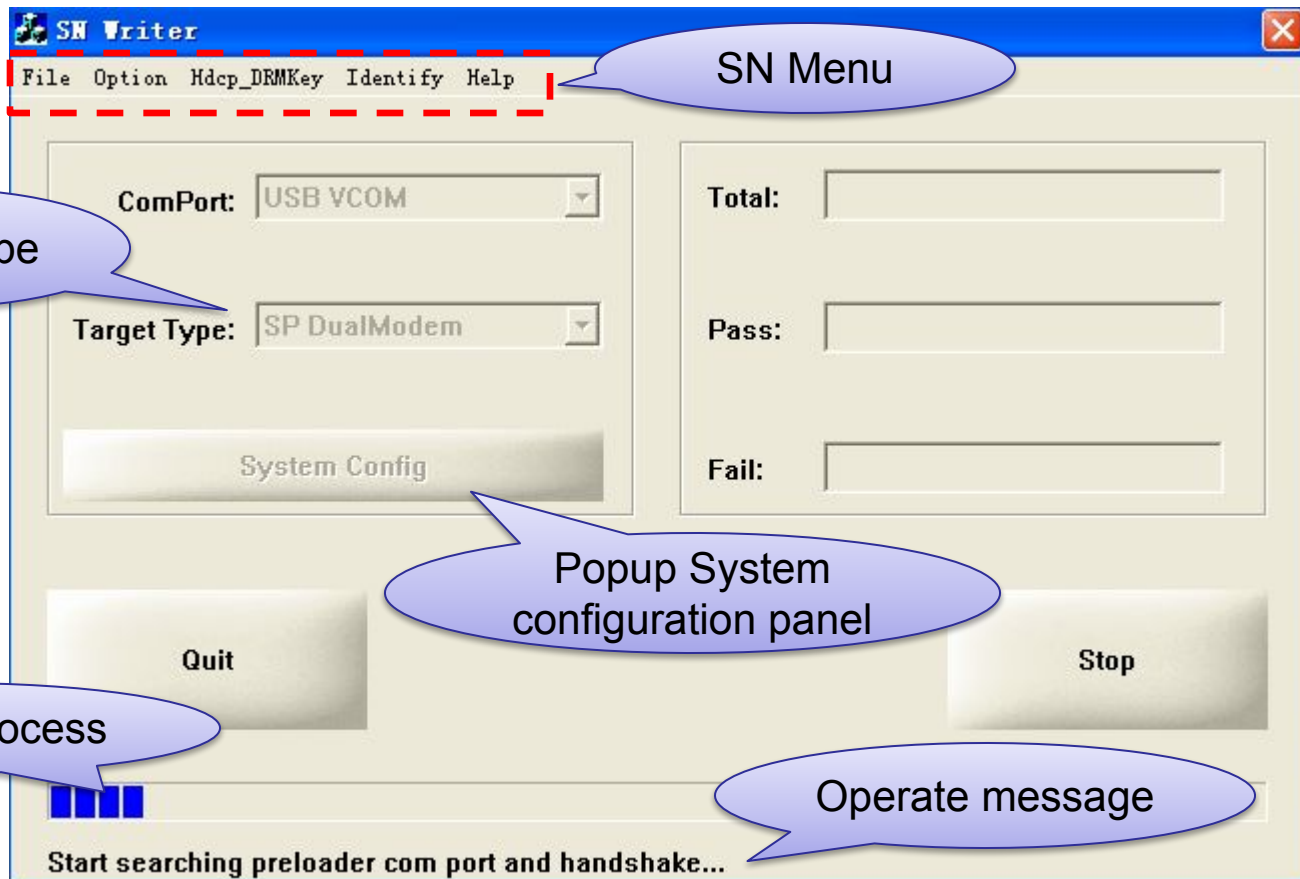 SN Writer
File Option Hdcp_DRMKey Identify Help
SN Menu
ComPort: USB VCOM
Total:
Target Type: SP DualModem
Pass:
System Config
Fail:
Popup System
configuration panel
Quit
Stop
Operate message
Start searching preloader com port and handshake...